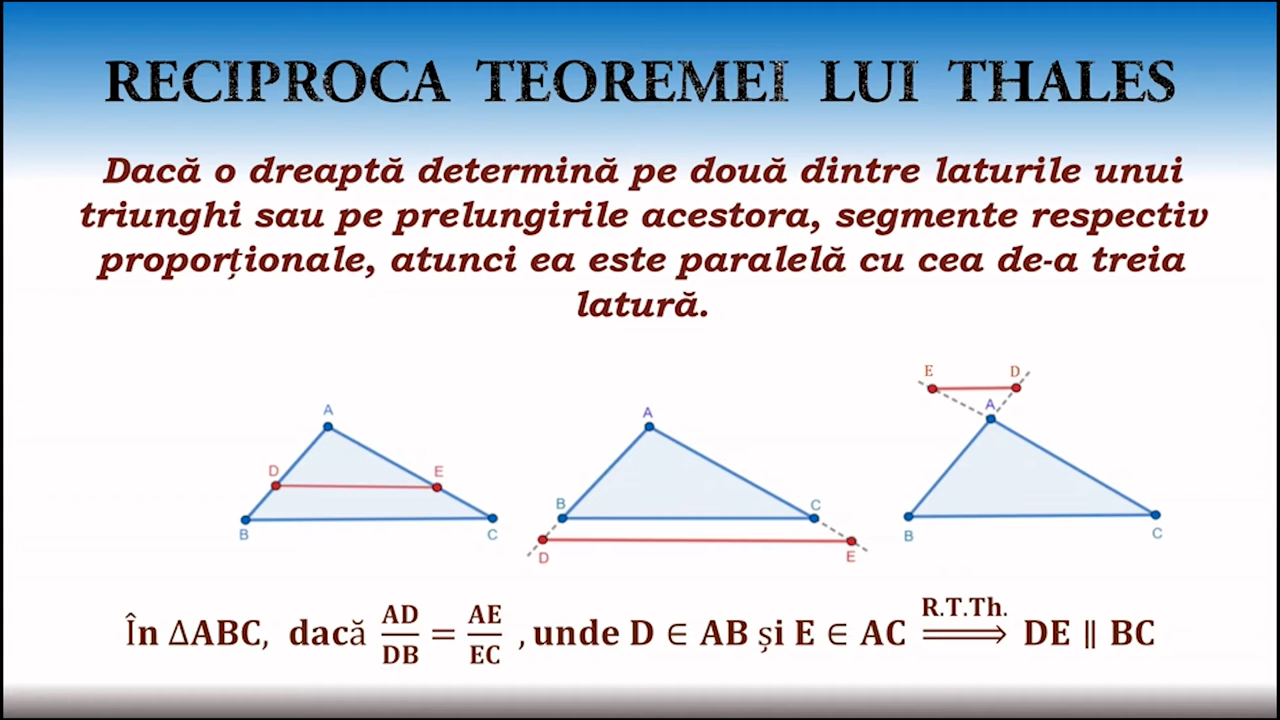 RECIPROCA TEOREMEI LUI THALES
Dacă o dreaptă determină pe două dintre laturile unui
triunghi sau pe prelungirile acestora, segmente respectiv
proporționale, atunci ea este paralelă cu cea de-a treia
latură.
A
D E
B C
A
B C
D E
E D
A
B C
În ∆ABC, dacă AD/DB = AE/EC , unde D ∈ AB și E ∈ AC ⟹ (R.T.Th.) DE ∥ BC